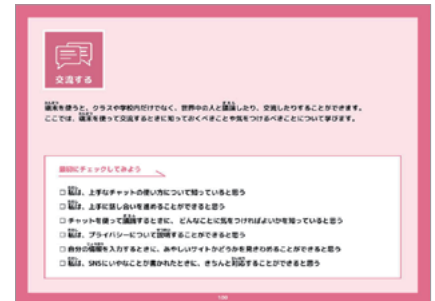 交流する
端末を使うと、クラスや学校内だけでなく、世界中の人と議論したり、交流したりすることができます。
ここでは、端末を使って交流するときに知っておくべきことや気をつけるべきことについて学びます。
最初にチェックしてみよう
□ 私は、上手なチャットの使い方について知っていると思う
□ 私は、上手に話し合いを進めることができると思う
□ チャットを使って議論するときに、どんなことに気をつければよいかを知っていると思う
□ 私は、プライバシーについて説明することができると思う
□ 自分の情報を入力するときに、あやしいサイトかどうかを見きわめることができると思う
□ 私は、SNSにいやなことが書かれたときに、きちんと対応することができると思う